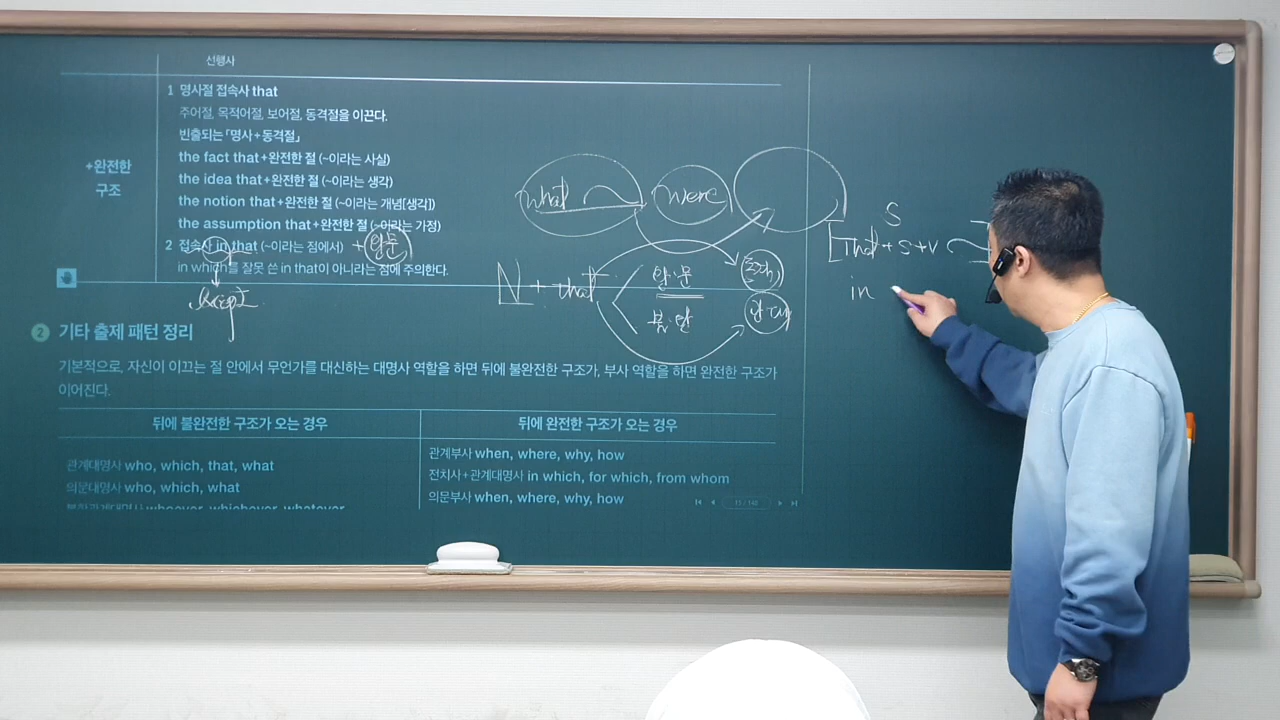 선행사
+완전한
구조
1 명사절 접속사 that
주어절, 목적어절, 보어절, 동격절을 이끈다.
빈출되는 「명사+동격절」
the fact that+완전한 절 (~이라는 사실)
the idea that+완전한 절 (~이라는 생각)
the notion that+완전한 절 (~이라는 개념[생각])
the assumption that+완전한 절 (~이라는 가정)
2 접속사 in that (~이라는 점에서) + 완·문
in which를 잘못 쓴 in that이 아니라는 점에 주의한다.
except
what were
N + that
완·문
동격
불·완
관·대
S
[That+S+V ]
in
2 기타 출제 패턴 정리
기본적으로, 자신이 이끄는 절 안에서 무언가를 대신하는 대명사 역할을 하면 뒤에 불완전한 구조가, 부사 역할을 하면 완전한 구조가
이어진다.
뒤에 불완전한 구조가 오는 경우
뒤에 완전한 구조가 오는 경우
관계대명사 who, which, that, what
의문대명사 who, which, what
복합관계대명사 whoever, whichever, whatever
관계부사 when, where, why, how
전치사+관계대명사 in which, for which, from whom
의문부사 when, where, why, how